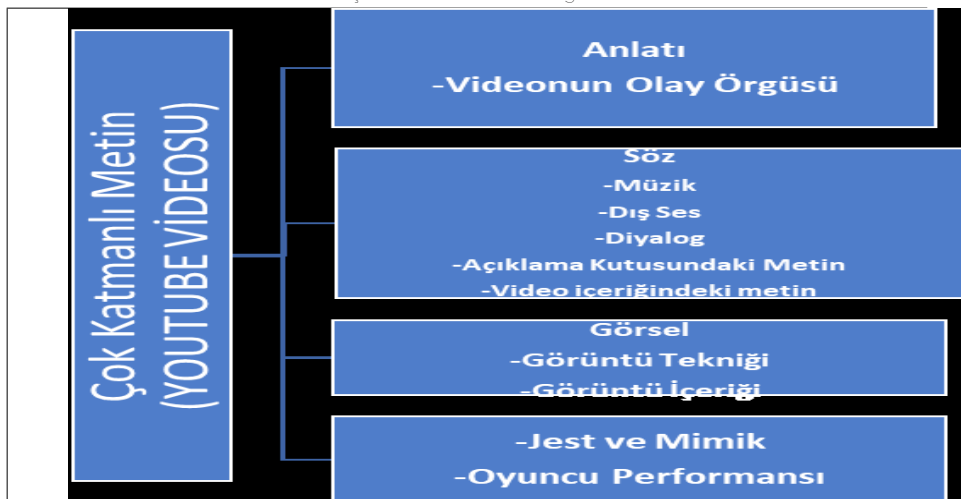 Çok Katmanlı Metin
(YOUTUBE VİDEOSU)
Anlatı
-Videonun Olay Örgüsü
Söz
-Müzik
-Dış Ses
-Diyalog
-Açıklama Kutusundaki Metin
-Video içeriğindeki metin
Görsel
-Görüntü Tekniği
-Görüntü İçeriği
-Jest ve Mimik
-Oyuncu Performansı